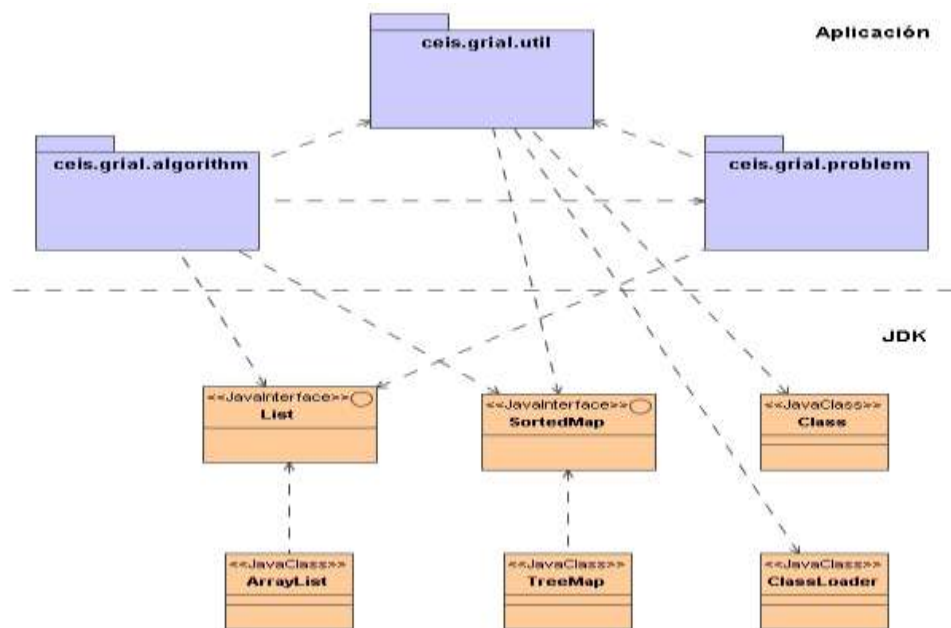 ceis.grial.util
Aplicación
ceis.grial.algorithm
ceis.grial.problem
JDK
<<JavaInterface>>
List
<<JavaInterface>>
SortedMap
<<JavaClass>>
Class
<<JavaClass>>
ArrayList
<<JavaClass>>
TreeMap
<<JavaClass>>
ClassLoader